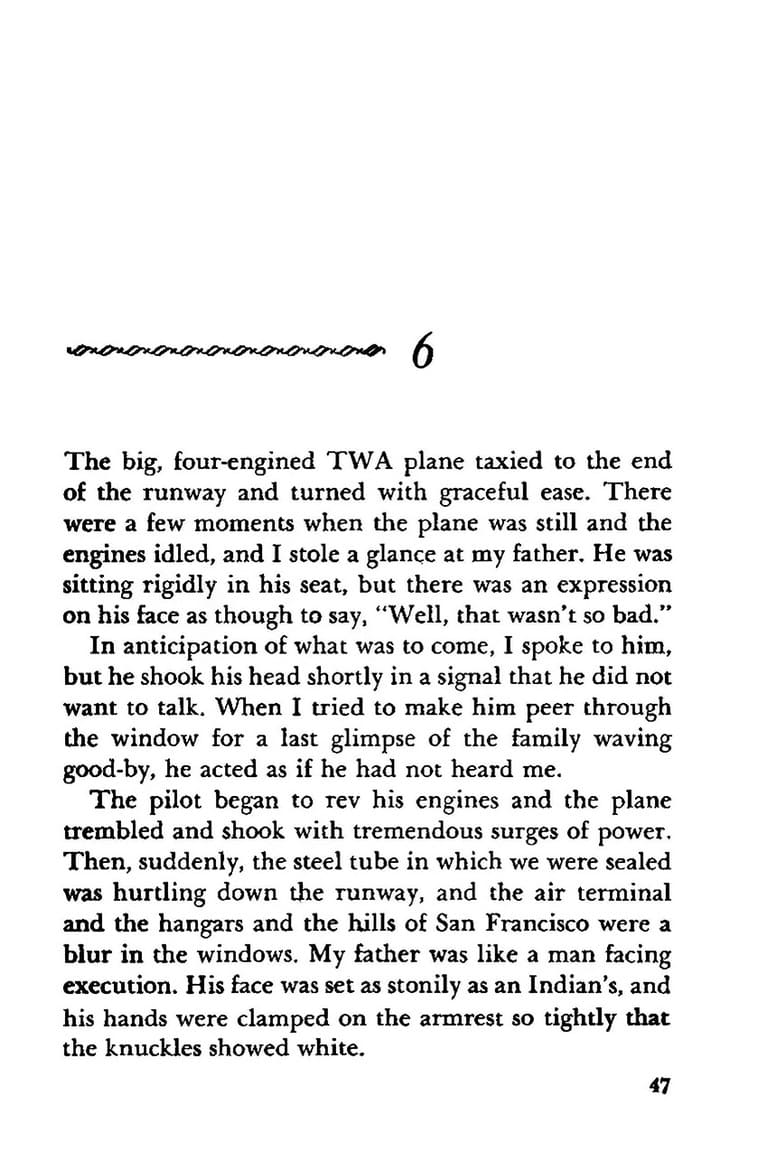 6
The big, four-engined TWA plane taxied to the end
of the runway and turned with graceful ease. There
were a few moments when the plane was still and the
engines idled, and I stole a glance at my father. He was
sitting rigidly in his seat, but there was an expression
on his face as though to say, “Well, that wasn’t so bad.”
In anticipation of what was to come, I spoke to him,
but he shook his head shortly in a signal that he did not
want to talk. When I tried to make him peer through
the window for a last glimpse of the family waving
good-by, he acted as if he had not heard me.
The pilot began to rev his engines and the plane
trembled and shook with tremendous surges of power.
Then, suddenly, the steel tube in which we were sealed
was hurtling down the runway, and the air terminal
and the hangars and the hills of San Francisco were a
blur in the windows. My father was like a man facing
execution. His face was set as stonily as an Indian’s, and
his hands were clamped on the armrest so tightly that
the knuckles showed white.
47